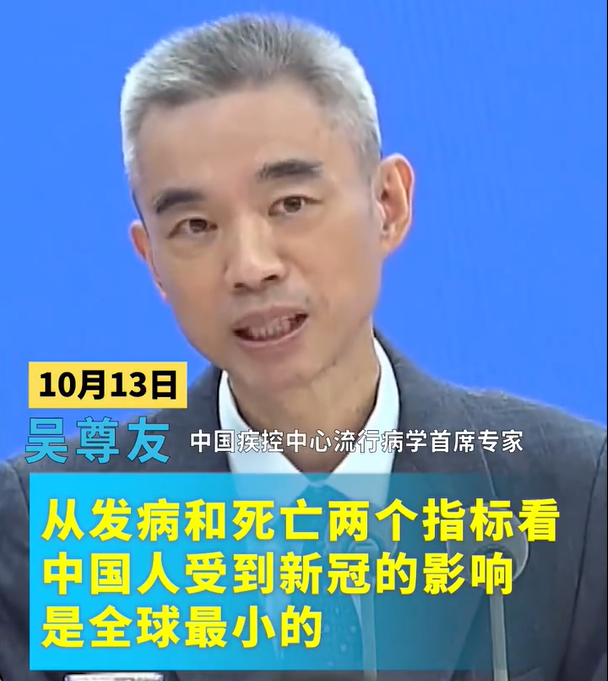 10月13日
吴尊友 中国疾控中心流行病学首席专家
从发病和死亡两个指标看
中国人受到新冠的影响
是全球最小的